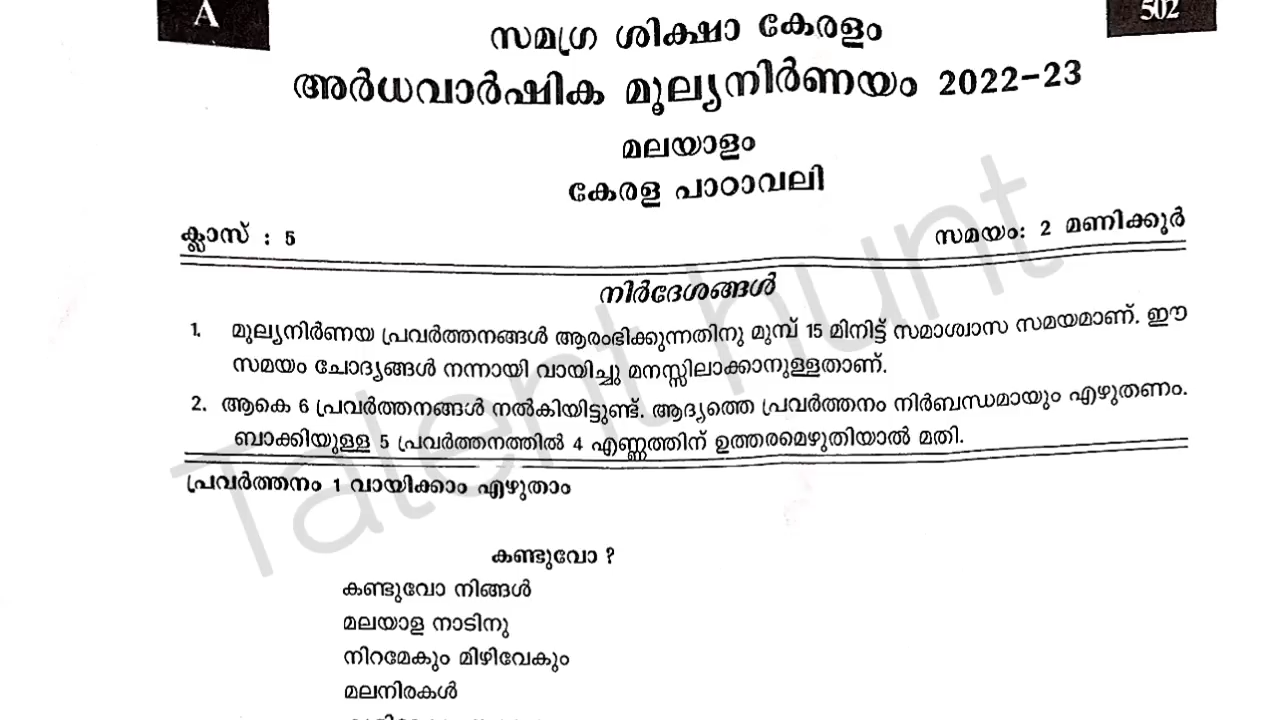 A
502
സമഗ്ര ശിക്ഷാ കേരളം
അർധവാർഷിക മൂല്യനിർണയം 2022-23
മലയാളം
കേരള പാഠാവലി
ക്ലാസ് : 5
സമയം: 2 മണിക്കൂർ
നിർദേശങ്ങൾ
1. മൂല്യനിർണയ പ്രവർത്തനങ്ങൾ ആരംഭിക്കുന്നതിനു മുമ്പ് 15 മിനിട്ട് സമാശ്വാസ സമയമാണ്. ഈ
സമയം ചോദ്യങ്ങൾ നന്നായി വായിച്ചു മനസ്സിലാക്കാനുള്ളതാണ്.
2. ആകെ 6 പ്രവർത്തനങ്ങൾ നൽകിയിട്ടുണ്ട്. ആദ്യത്തെ പ്രവർത്തനം നിർബന്ധമായും എഴുതണം.
ബാക്കിയുള്ള 5 പ്രവർത്തനത്തിൽ 4 എണ്ണത്തിന് ഉത്തരമെഴുതിയാൽ മതി.
പ്രവർത്തനം 1 വായിക്കാം എഴുതാം
കണ്ടുവോ ?
കണ്ടുവോ നിങ്ങൾ
മലയാള നാടിനു
നിറമേകും മിഴിവേകും
മലനിരകൾ
Talent hunt